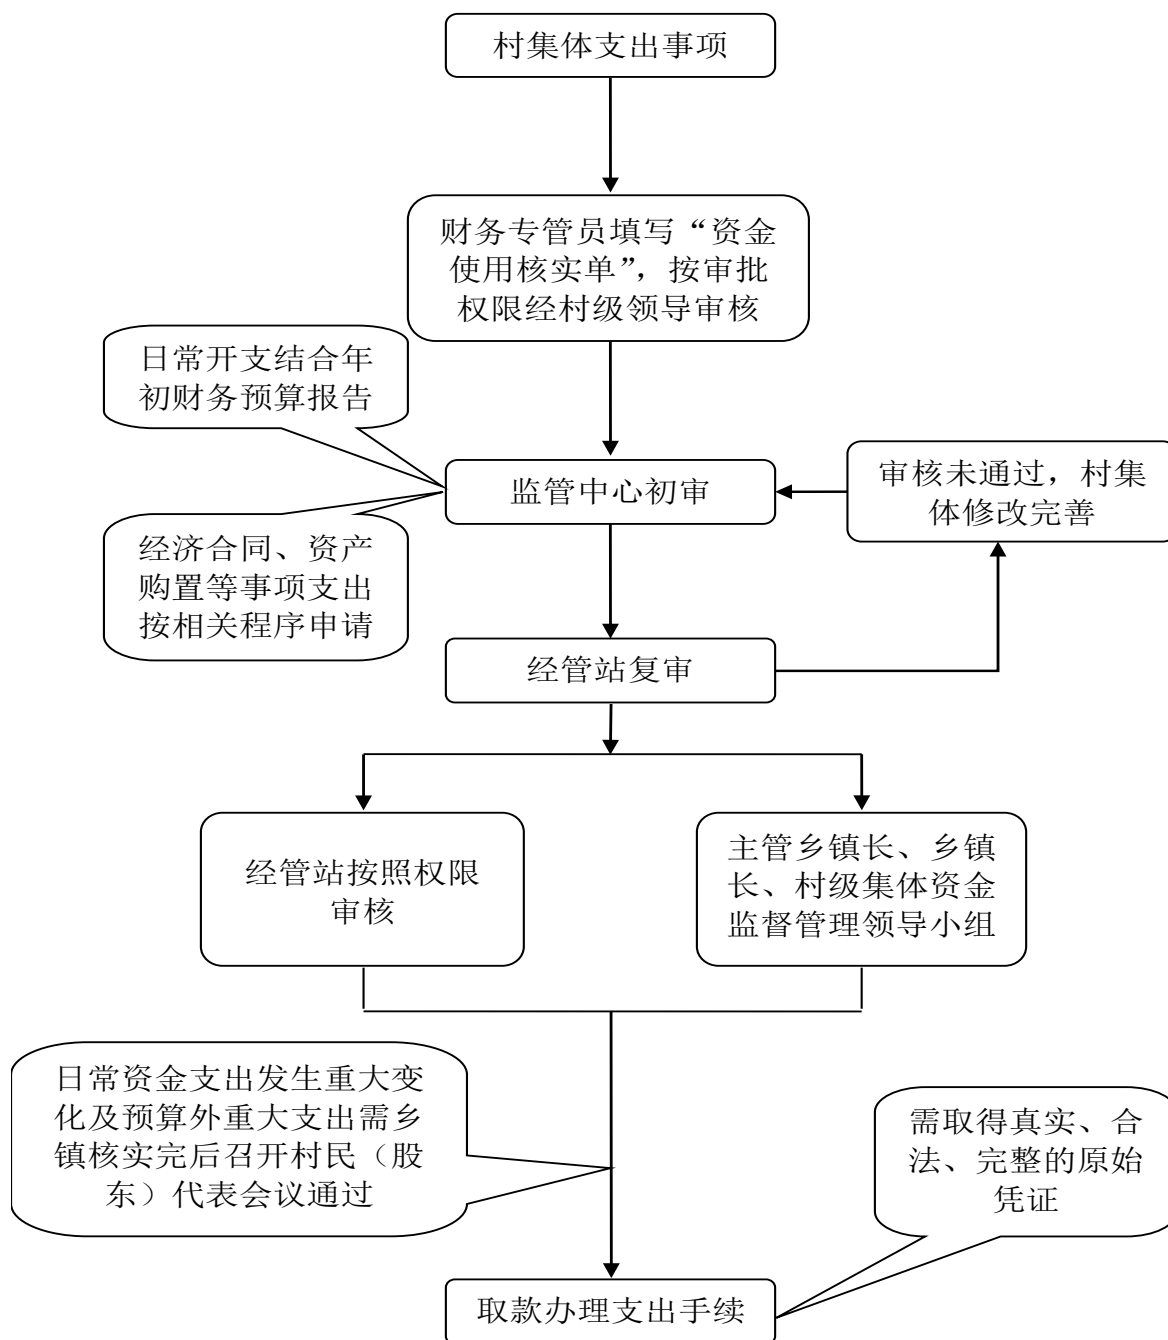 村集体支出事项
财务专管员填写“资金
使用核实单”，按审批
权限经村级领导审核
日常开支结合年
初财务预算报告
监管中心初审
审核未通过，村集
体修改完善
经济合同、资产
购置等事项支出
按相关程序申请
经管站复审
经管站按照权限
审核
主管乡镇长、乡镇
长、村级集体资金
监督管理领导小组
日常资金支出发生重大变
化及预算外重大支出需乡
镇核实完后召开村民（股
东）代表会议通过
需取得真实、合
法、完整的原始
凭证
取款办理支出手续